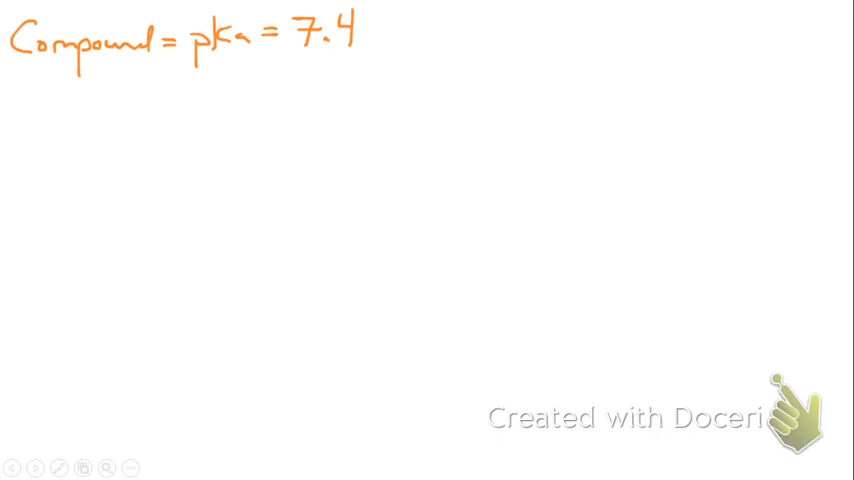 Compound = pKa = 7.4
Created with Doceri